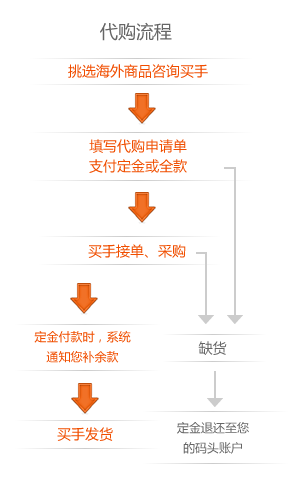 代购流程
挑选海外商品咨询买手
填写代购申请单
支付定金或全款
买手接单、采购
定金付款时，系统
通知您补余款
缺货
买手发货
定金退还至您
的码头账户